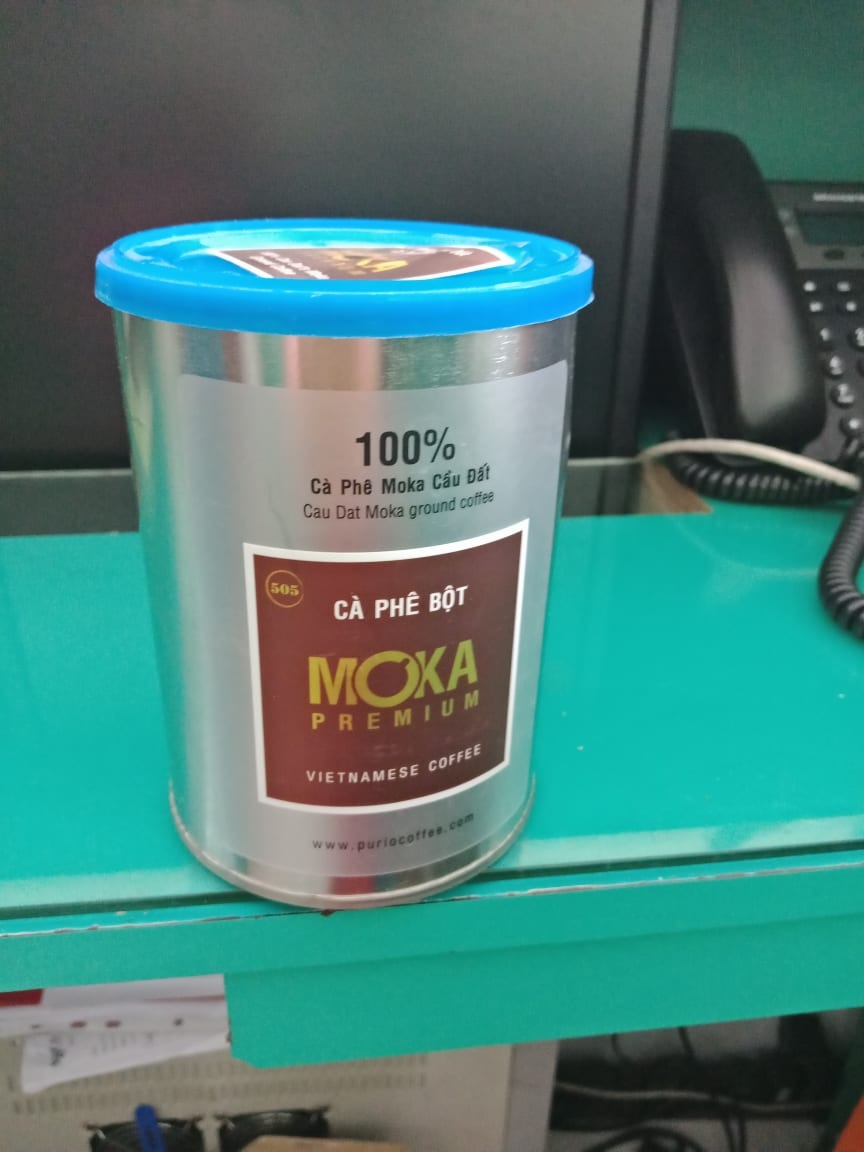 MOKA
100%
Cà Phê Moka Cầu Đất
Cau Dat Moka ground coffee
505
CÀ PHÊ BỘT
MOKA
PREMIUM
VIETNAMESE COFFEE
www.puriocoffee.com